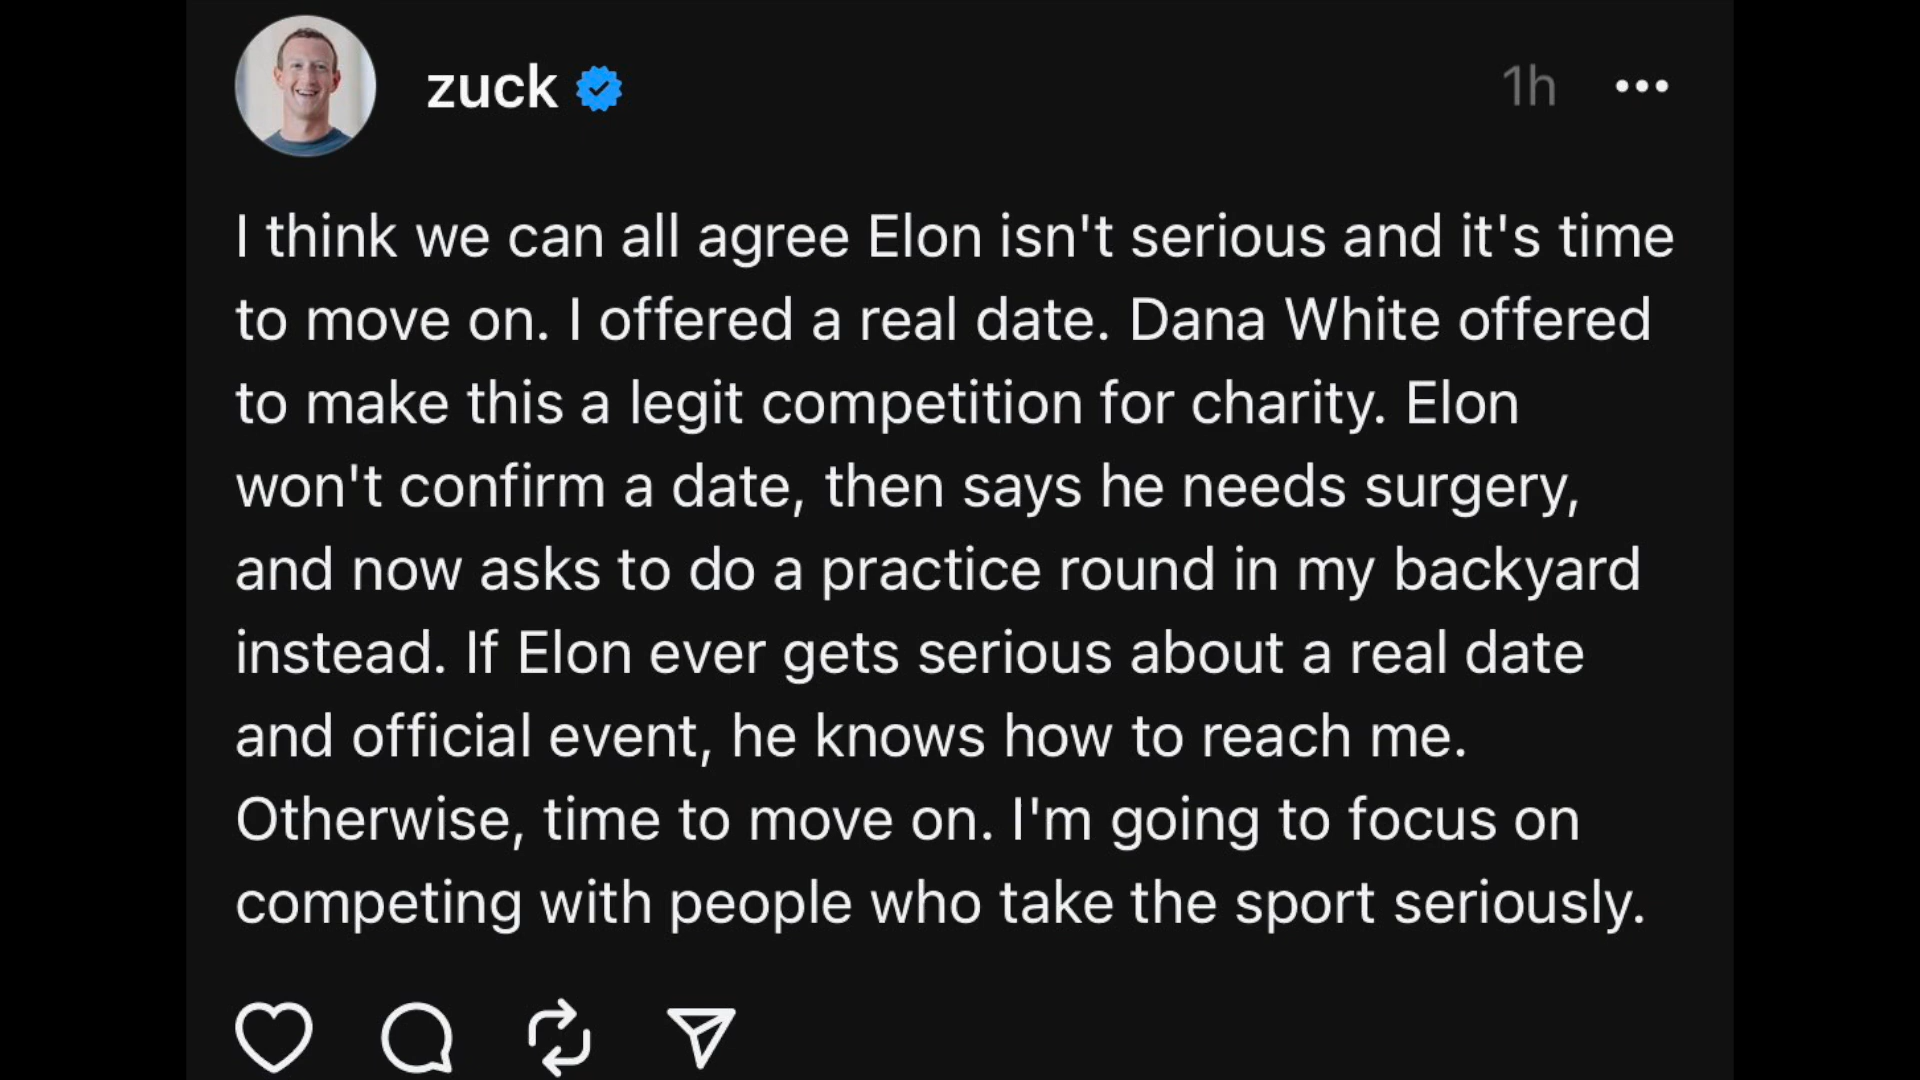 zuck
1h
I think we can all agree Elon isn't serious and it's time
to move on. I offered a real date. Dana White offered
to make this a legit competition for charity. Elon
won't confirm a date, then says he needs surgery,
and now asks to do a practice round in my backyard
instead. If Elon ever gets serious about a real date
and official event, he knows how to reach me.
Otherwise, time to move on. I'm going to focus on
competing with people who take the sport seriously.